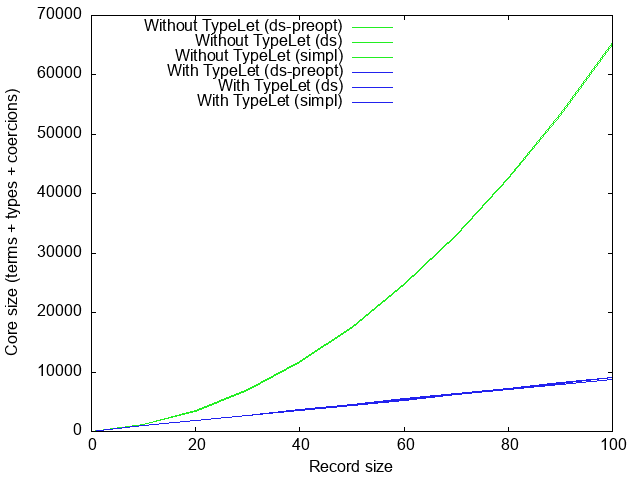 Without TypeLet (ds-preopt)
Without TypeLet (ds)
Without TypeLet (simpl)
With TypeLet (ds-preopt)
With TypeLet (ds)
With TypeLet (simpl)
70000
60000
50000
40000
30000
20000
10000
0
Core size (terms + types + coercions)
0 20 40 60 80 100
Record size